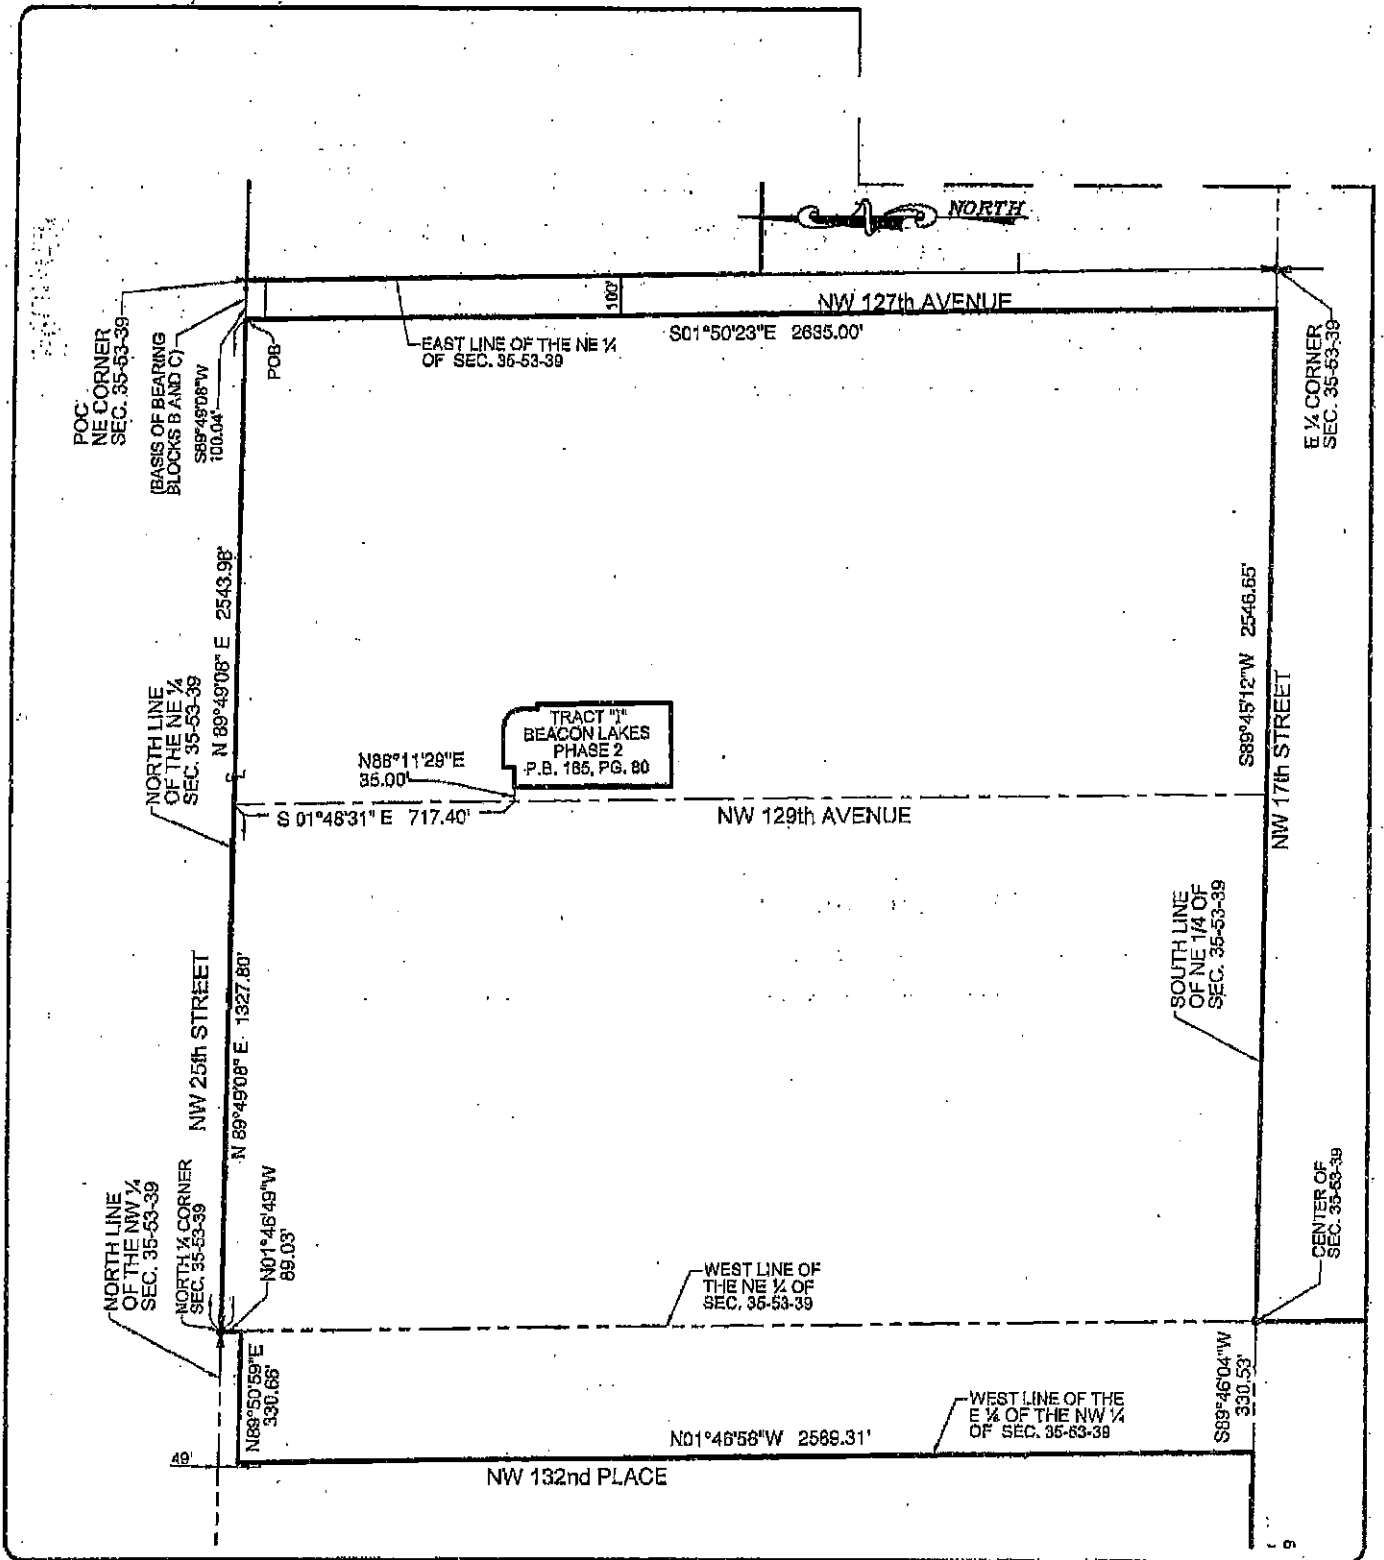 NORTH
POC
NE CORNER
SEC. 35-53-39
(BASIS OF BEARING
BLOCKS B AND C)
S89°49'08"W
100.04'
POB
EAST LINE OF THE NE ¼
OF SEC. 35-53-39
100'
NW 127th AVENUE
S01°50'23"E 2635.00'
E ¼ CORNER
SEC. 35-53-39
N 89°49'08" E 2543.98'
NORTH LINE
OF THE NE ¼
SEC. 35-53-39
TRACT "I"
BEACON LAKES
PHASE 2
P.B. 165, PG. 80
N88°11'29"E
35.00'
S 01°48'31" E 717.40'
NW 129th AVENUE
S89°45'12"W 2546.65'
NW 17th STREET
NW 25th STREET
N 89°49'08" E 1327.80'
SOUTH LINE
OF NE 1/4 OF
SEC. 35-53-39
NORTH LINE
OF THE NW ¼
SEC. 35-53-39
NORTH ¼ CORNER
SEC. 35-53-39
N01°46'49"W
89.03'
WEST LINE OF
THE NE ¼ OF
SEC. 35-53-39
CENTER OF
SEC. 35-53-39
N89°50'59"E
330.66'
49'
N01°46'56"W 2589.31'
WEST LINE OF THE
OF THE NW ¼
OF SEC. 35-53-39
S89°46'04"W
330.53'
NW 132nd PLACE